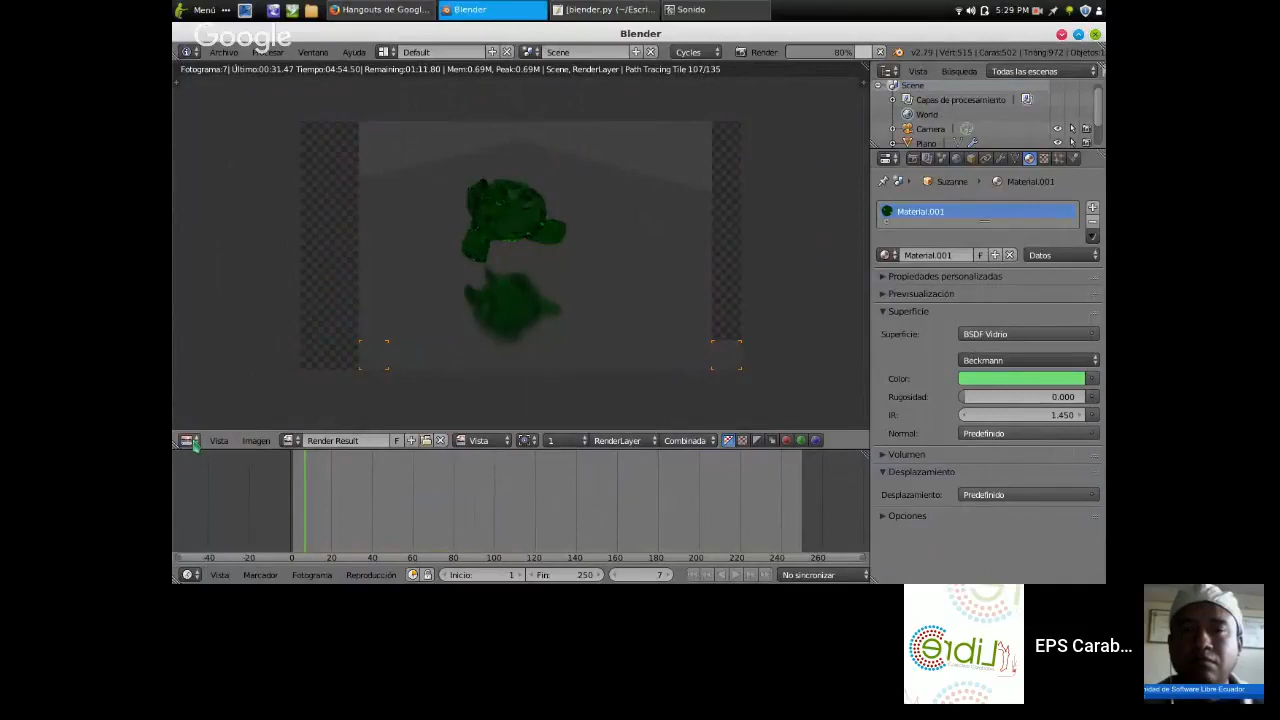 Menú
Hangouts de Googl...
Blender
[blender.py (~/Escri...
Sonido
5:29 PM
Google
Blender
Archivo Procesar Ventana Ayuda
Default
Scene
Cycles
Render
80%
v2.79 | Vért:515 | Caras:502 | Triáng:972 | Objetos:1
Fotograma:7| Último:00:31.47 Tiempo:04:54.50| Remaining:01:11.80 | Mem:0.69M, Peak:0.69M | Scene, RenderLayer | Path Tracing Tile 107/135
Vista Búsqueda Todas las escenas
Scene
Capas de procesamiento
World
Camera
Plano
Suzanne
Material.001
Material.001
Material.001
F
Datos
Propiedades personalizadas
Previsualización
Superficie
Superficie: BSDF Vidrio
Beckmann
Color:
Rugosidad: 0.000
IR: 1.450
Normal: Predefinido
Volumen
Desplazamiento
Desplazamiento: Predefinido
Opciones
Vista Imagen Render Result F Vista 1 RenderLayer Combinada
-40 -20 0 20 40 60 80 100 120 140 160 180 200 220 240 260
Vista Marcador Fotograma Reproducción Inicio: 1 Fin: 250 7 No sincronizar
Libre
EPS Carab...
nidad de Software Libre Ecuador